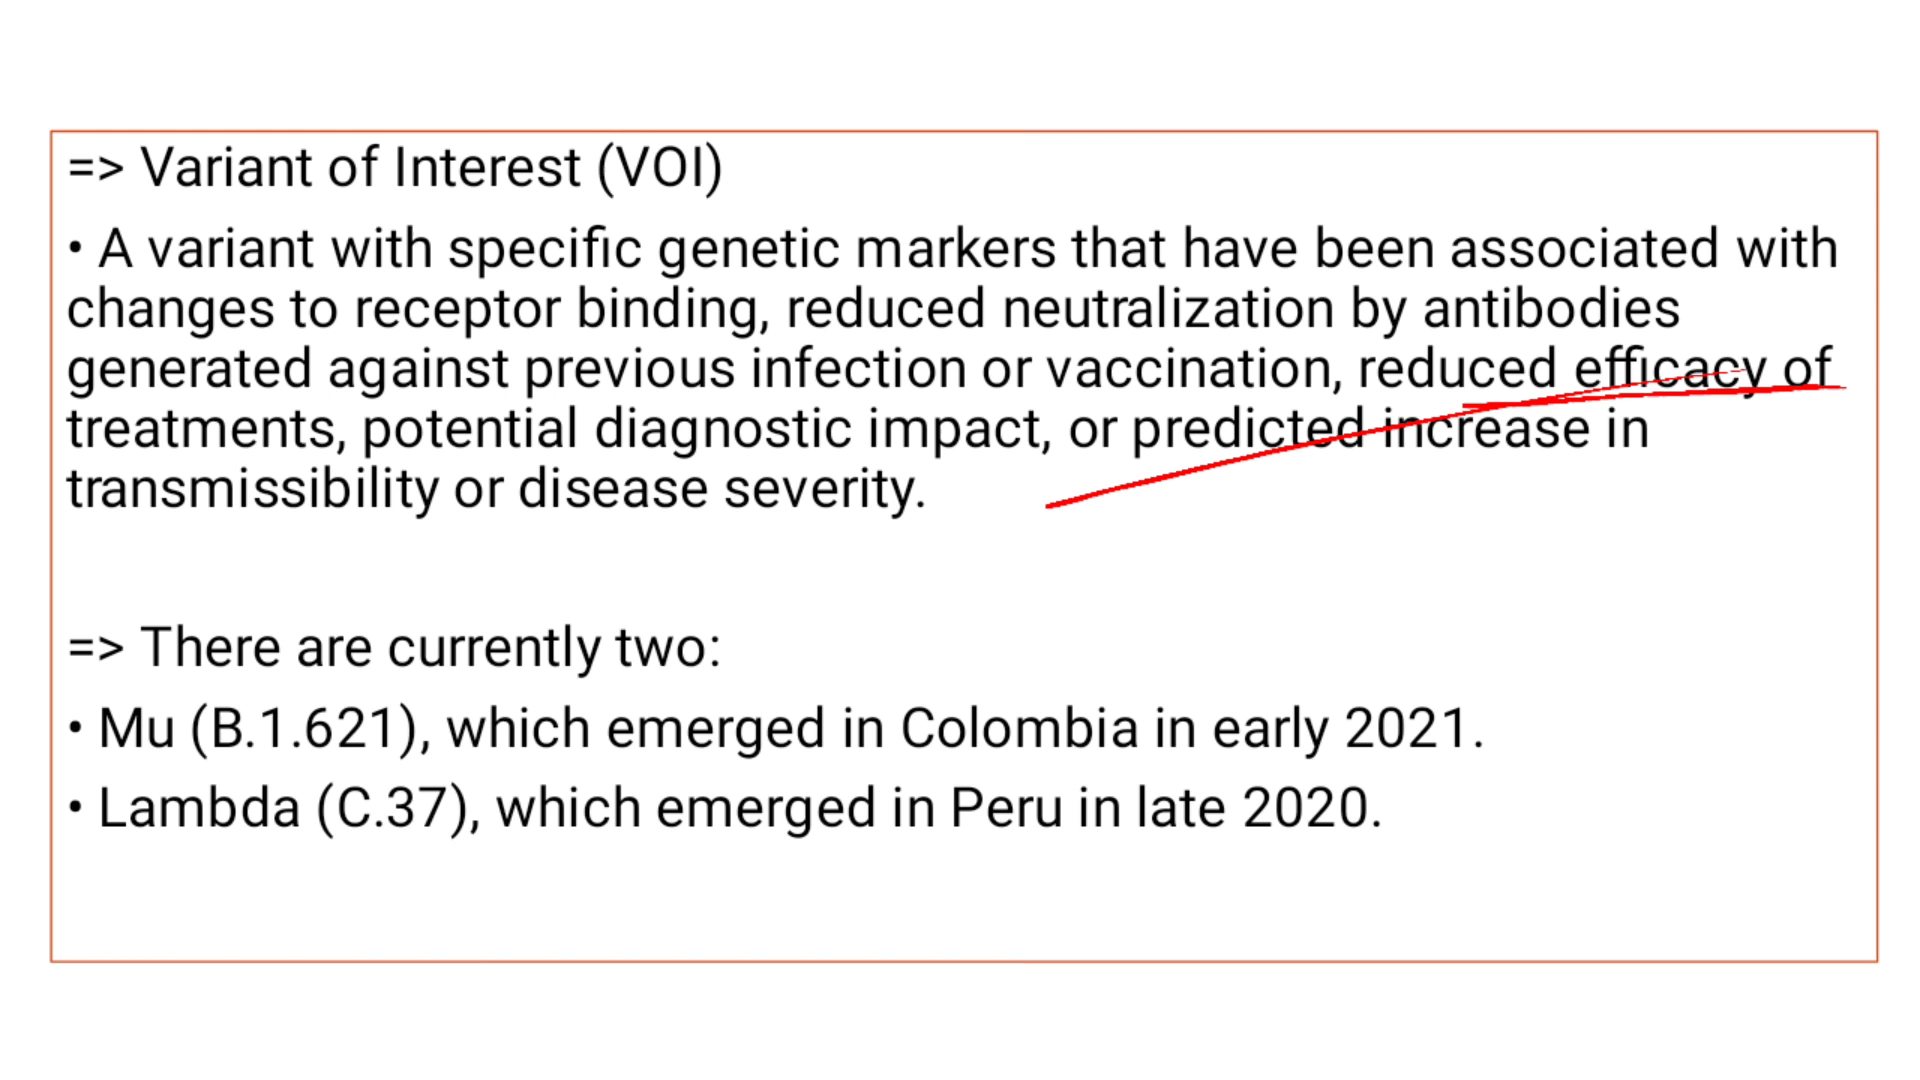 => Variant of Interest (VOI)
• A variant with specific genetic markers that have been associated with
changes to receptor binding, reduced neutralization by antibodies
generated against previous infection or vaccination, reduced efficacy of
treatments, potential diagnostic impact, or predicted increase in
transmissibility or disease severity.
=> There are currently two:
• Mu (B.1.621), which emerged in Colombia in early 2021.
• Lambda (C.37), which emerged in Peru in late 2020.